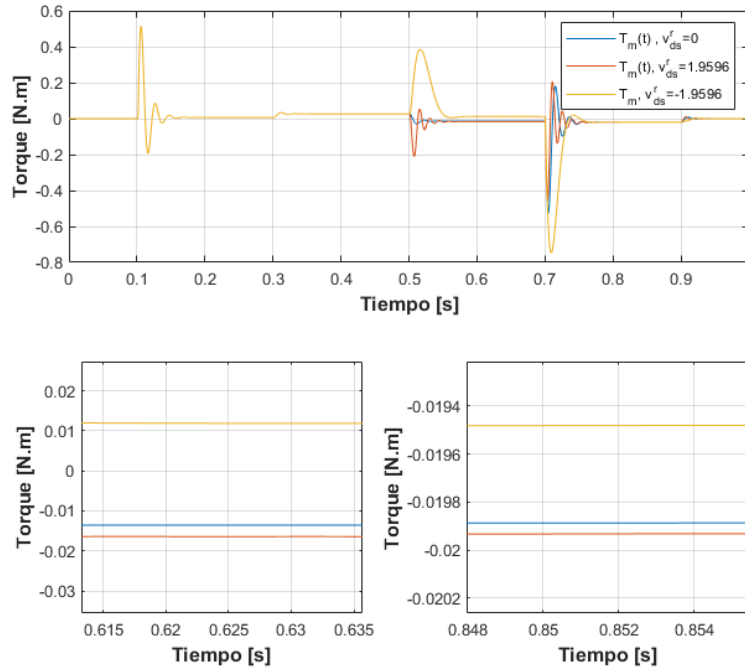 0.6
0.4
0.2
0
-0.2
-0.4
-0.6
-0.8
Torque [N.m]
T_m(t) , v^r_ds=0
T_m(t), v^r_ds=1.9596
T_m, v^r_ds=-1.9596
0 0.1 0.2 0.3 0.4 0.5 0.6 0.7 0.8 0.9
Tiempo [s]
0.02
0.01
0
-0.01
-0.02
-0.03
Torque [N.m]
0.615 0.62 0.625 0.63 0.635
Tiempo [s]
-0.0194
-0.0196
-0.0198
-0.02
-0.0202
Torque [N.m]
0.848 0.85 0.852 0.854
Tiempo [s]